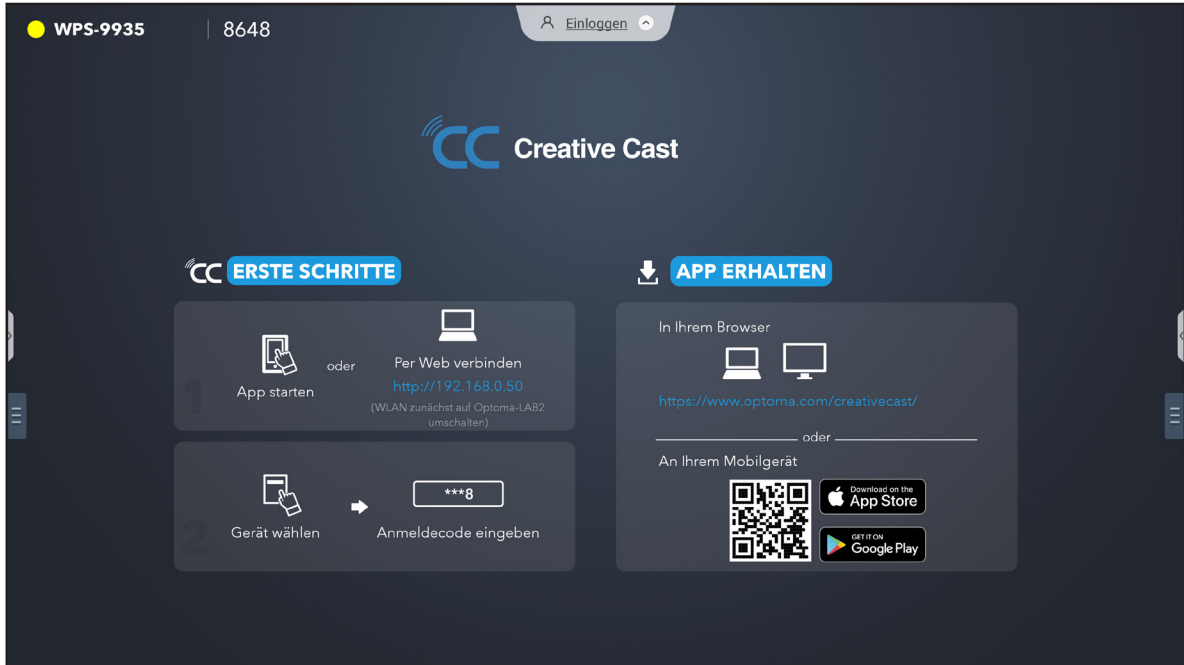 WPS-9935 | 8648
Einloggen
CC Creative Cast
CC ERSTE SCHRITTE
1
App starten
oder
Per Web verbinden
http://192.168.0.50
(WLAN zunächst auf Optoma-LAB2
umschalten)
2
Gerät wählen
***8
Anmeldecode eingeben
APP ERHALTEN
In Ihrem Browser
https://www.optoma.com/creativecast/
oder
An Ihrem Mobilgerät
Download on the
App Store
GET IT ON
Google Play